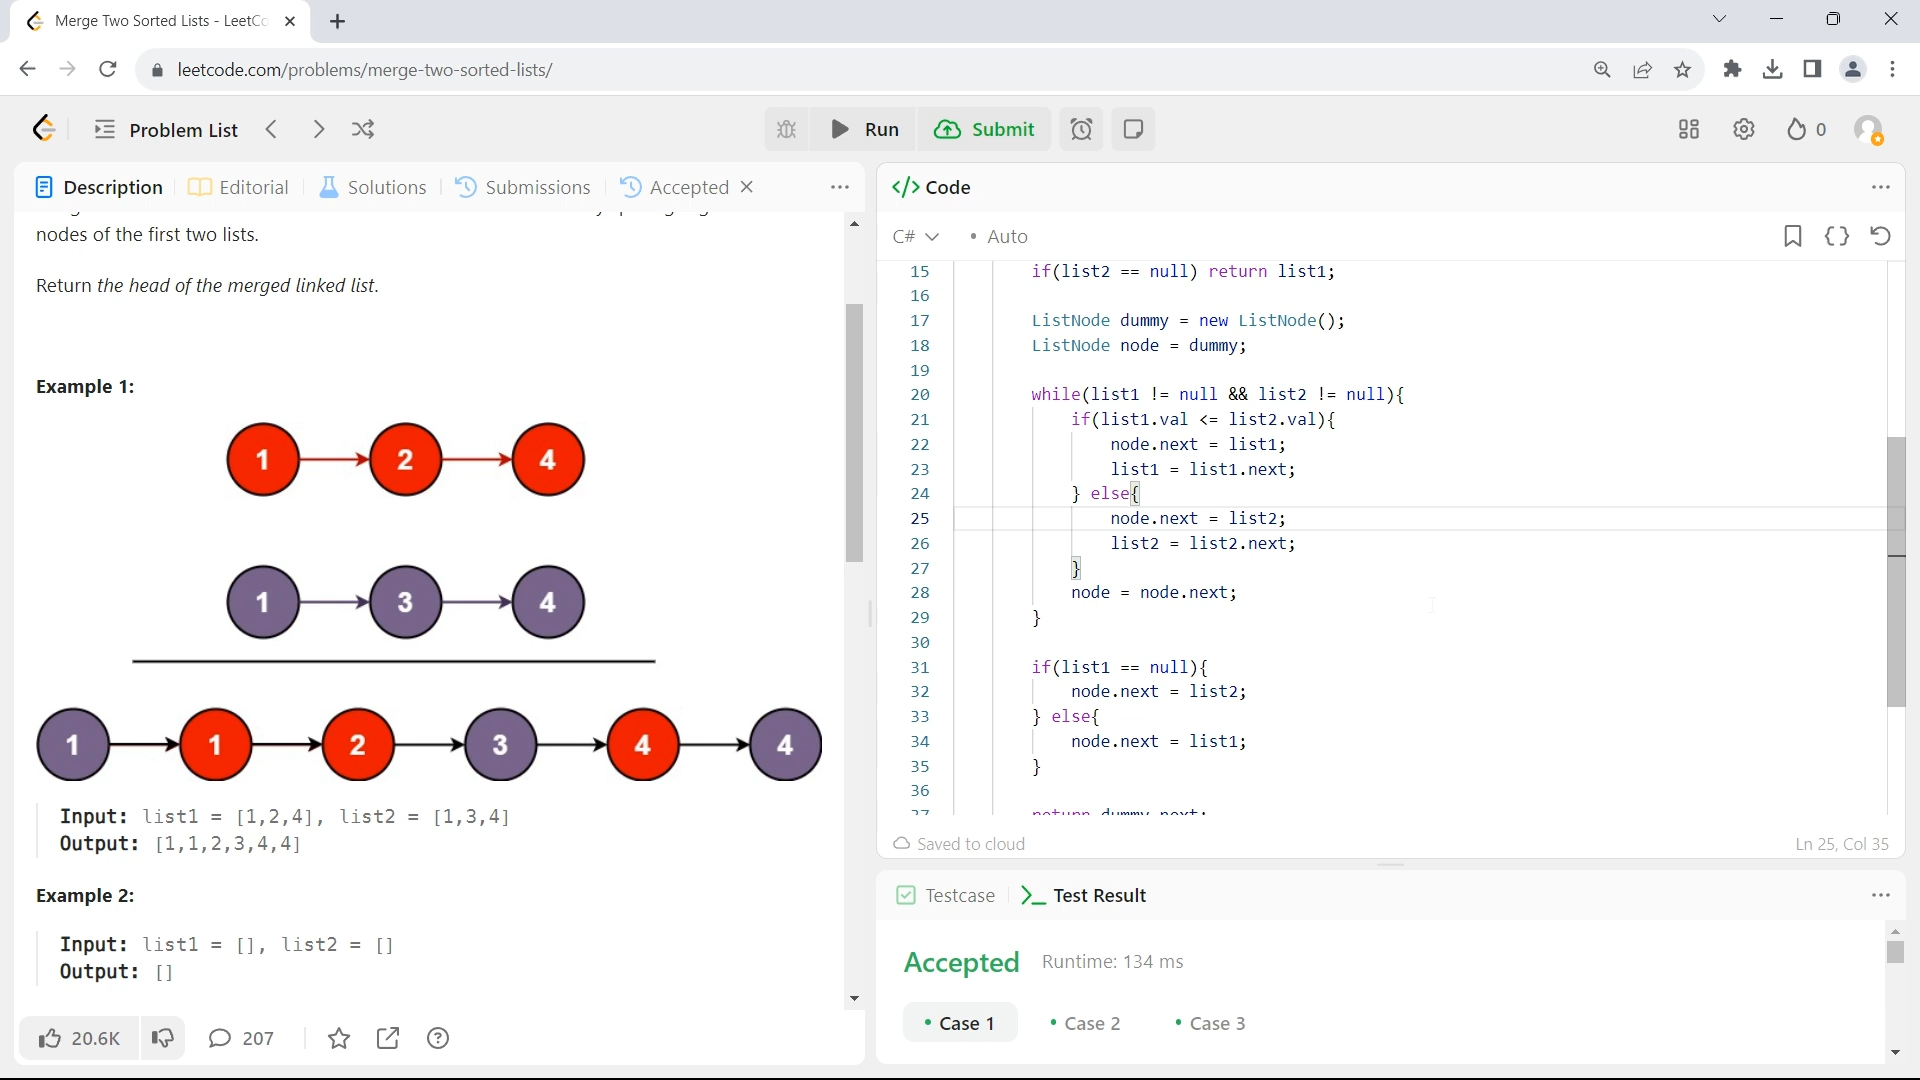 Merge Two Sorted Lists - LeetCo
leetcode.com/problems/merge-two-sorted-lists/
Problem List
Run
Submit
0
Description
Editorial
Solutions
Submissions
Accepted
nodes of the first two lists.
Return the head of the merged linked list.
Example 1:
1 2 4
1 3 4
1 1 2 3 4 4
Input: list1 = [1,2,4], list2 = [1,3,4]
Output: [1,1,2,3,4,4]
Example 2:
Input: list1 = [], list2 = []
Output: []
20.6K
207
</> Code
C#
• Auto
15 if(list2 == null) return list1;
16
17 ListNode dummy = new ListNode();
18 ListNode node = dummy;
19
20 while(list1 != null && list2 != null){
21 if(list1.val <= list2.val){
22 node.next = list1;
23 list1 = list1.next;
24 } else{
25 node.next = list2;
26 list2 = list2.next;
27 }
28 node = node.next;
29 }
30
31 if(list1 == null){
32 node.next = list2;
33 } else{
34 node.next = list1;
35 }
36
37 return dummy.next;
Saved to cloud
Ln 25, Col 35
Testcase
Test Result
Accepted
Runtime: 134 ms
• Case 1
• Case 2
• Case 3